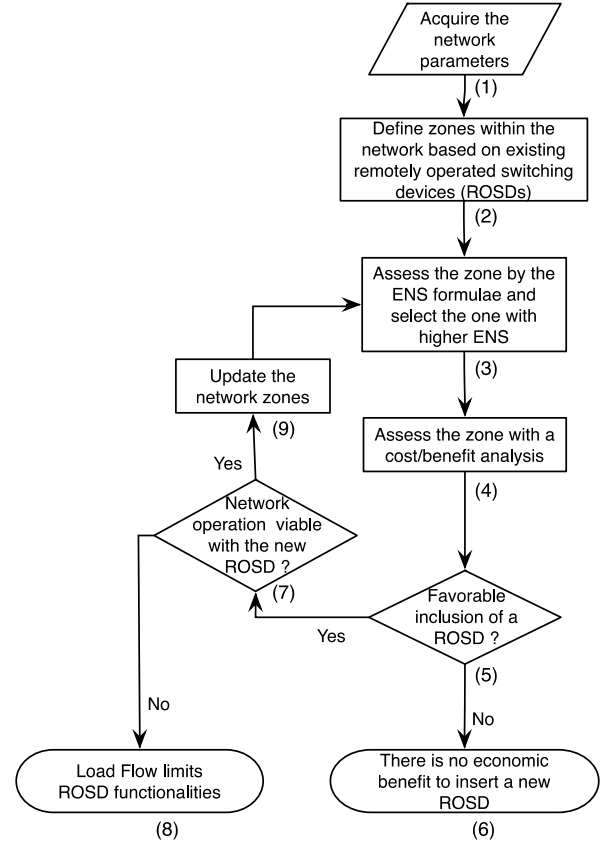 Acquire the
network
parameters
(1)
Define zones within the
network based on existing
remotely operated switching
devices (ROSDs)
(2)
Assess the zone by the
ENS formulae and
select the one with
higher ENS
(3)
Assess the zone with a
cost/benefit analysis
(4)
Favorable
inclusion of a
ROSD ?
(5)
No
There is no economic
benefit to insert a new
ROSD
(6)
Yes
Network
operation viable
with the new
ROSD ?
(7)
No
Load Flow limits
ROSD functionalities
(8)
Yes
Update the
network zones
(9)